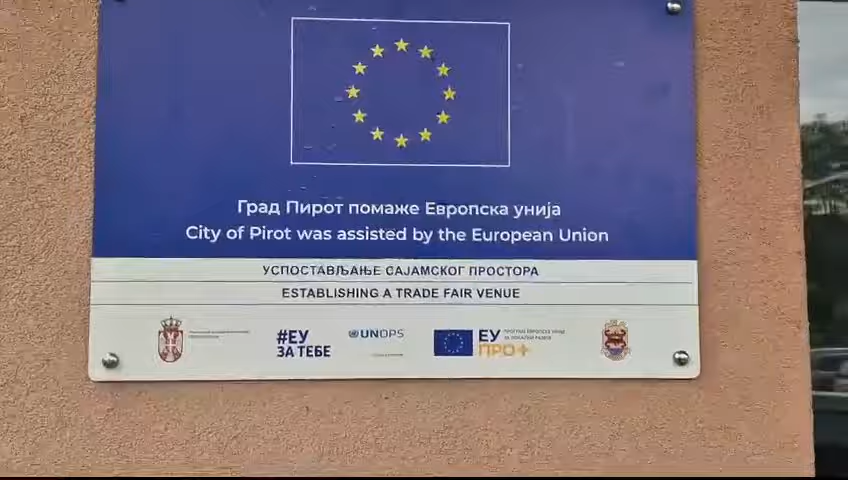 Град Пирот помаже Европска унија
City of Pirot was assisted by the European Union
УСПОСТАВЉАЊЕ САЈАМСКОГ ПРОСТОРА
ESTABLISHING A TRADE FAIR VENUE
#ЕУ
ЗА ТЕБЕ
UNOPS
ЕУ
ПРО+